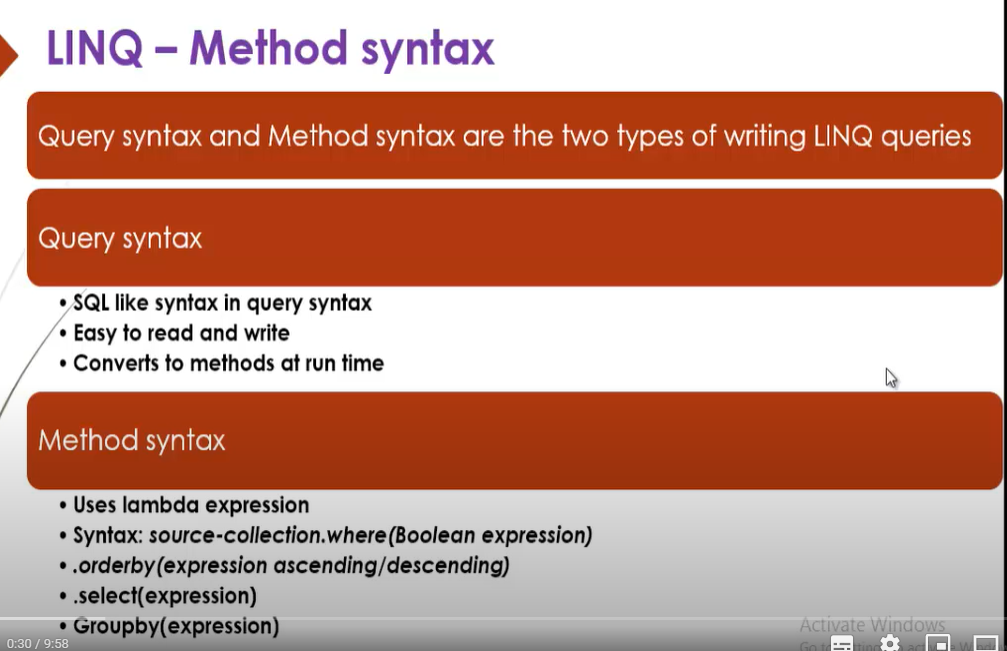 LINQ – Method syntax
Query syntax and Method syntax are the two types of writing LINQ queries
Query syntax
• SQL like syntax in query syntax
• Easy to read and write
• Converts to methods at run time
Method syntax
• Uses lambda expression
• Syntax: source-collection.where(Boolean expression)
• .orderby(expression ascending/descending)
• .select(expression)
• Groupby(expression)
Activate Windows
0:30 / 9:58